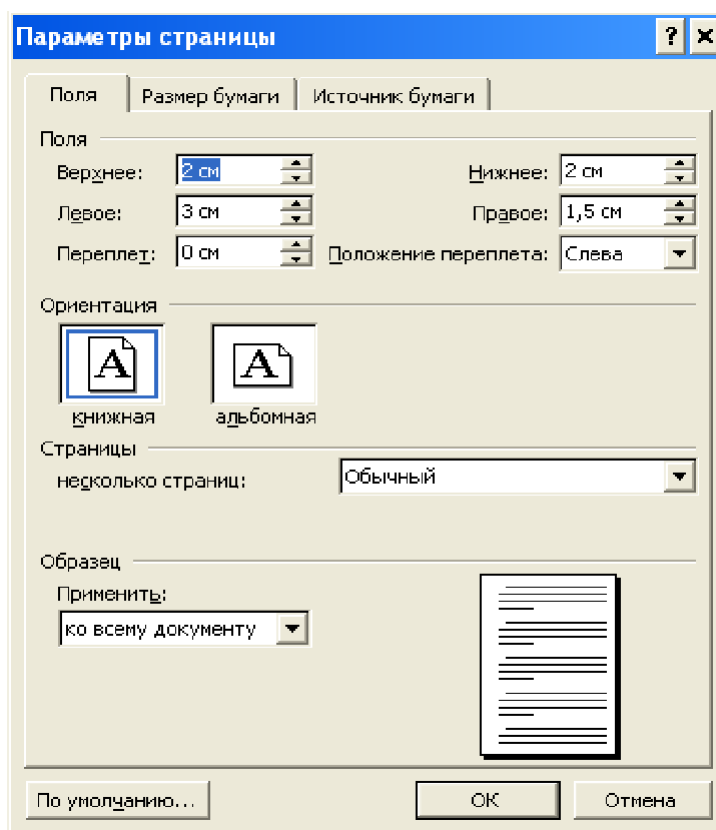 Параметры страницы
Поля Размер бумаги Источник бумаги
Поля
Верхнее: 2 см Нижнее: 2 см
Левое: 3 см Правое: 1,5 см
Переплет: 0 см Положение переплета: Слева
Ориентация
A A
книжная альбомная
Страницы
несколько страниц: Обычный
Образец
Применить:
ко всему документу
По умолчанию... ОК Отмена